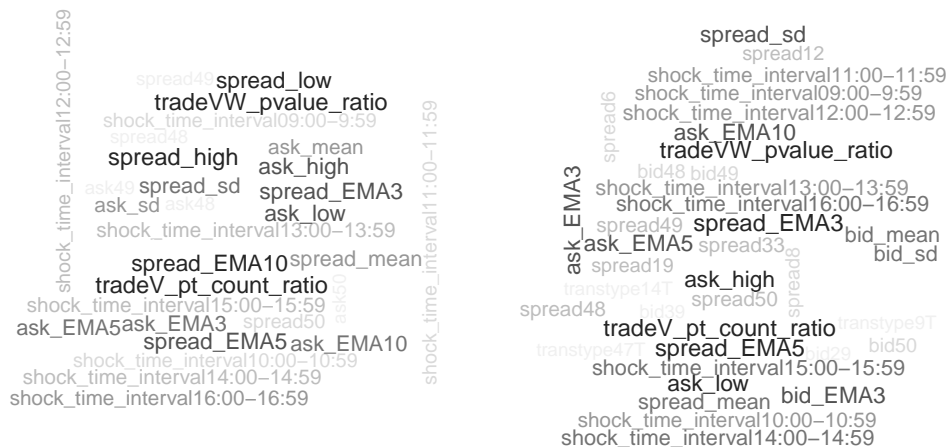 shock_time_interval12:00−12:59
spread49
spread_low
tradeVW_pvalue_ratio
shock_time_interval09:00−9:59
spread48
spread_high
ask_mean
ask_high
ask49
spread_sd
spread_EMA3
ask_sd
ask48
ask_low
shock_time_interval13:00−13:59
shock_time_interval11:00−11:59
spread_EMA10
spread_mean
tradeV_pt_count_ratio
ask50
shock_time_interval15:00−15:59
ask_EMA5
ask_EMA3
spread50
spread_EMA5
ask_EMA10
shock_time_interval10:00−10:59
shock_time_interval14:00−14:59
shock_time_interval16:00−16:59
spread_sd
spread12
shock_time_interval11:00−11:59
shock_time_interval09:00−9:59
spread6
shock_time_interval12:00−12:59
ask_EMA10
tradeVW_pvalue_ratio
bid48
bid49
ask_EMA3
shock_time_interval13:00−13:59
shock_time_interval16:00−16:59
spread49
spread_EMA3
bid_mean
ask_EMA5
spread33
bid_sd
spread19
spread8
ask_high
transtype14T
spread50
spread48
bid39
tradeV_pt_count_ratio
transtype9T
transtype47T
spread_EMA5
bid29
bid50
shock_time_interval15:00−15:59
ask_low
spread_mean
bid_EMA3
shock_time_interval10:00−10:59
shock_time_interval14:00−14:59